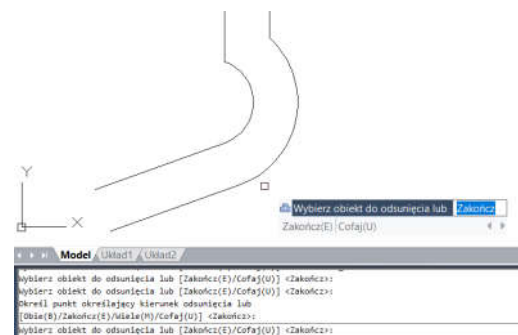 Y
X
Wybierz obiekt do odsunięcia lub Zakończ
Zakończ(E) Cofaj(U)
Model Układ1 Układ2
Wybierz obiekt do odsunięcia lub [Zakończ(E)/Cofaj(U)] <Zakończ>:
Wybierz obiekt do odsunięcia lub [Zakończ(E)/Cofaj(U)] <Zakończ>:
Określ punkt określający kierunek odsunięcia lub
[Obie(B)/Zakończ(E)/Wiele(M)/Cofaj(U)] <Zakończ>:
Wybierz obiekt do odsunięcia lub [Zakończ(E)/Cofaj(U)] <Zakończ>: